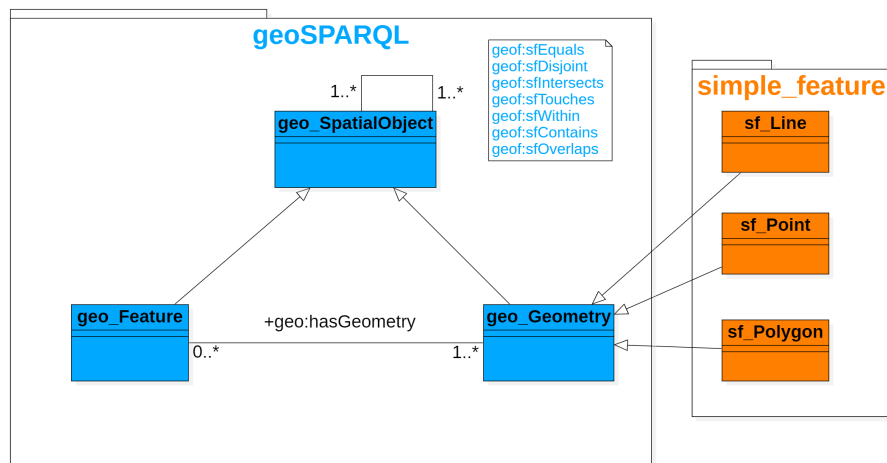 geoSPARQL
geof:sfEquals
geof:sfDisjoint
geof:sfIntersects
geof:sfTouches
geof:sfWithin
geof:sfContains
geof:sfOverlaps
1..*
1..*
geo_SpatialObject
geo_Feature
+geo:hasGeometry
0..*
1..*
geo_Geometry
simple_feature
sf_Line
sf_Point
sf_Polygon